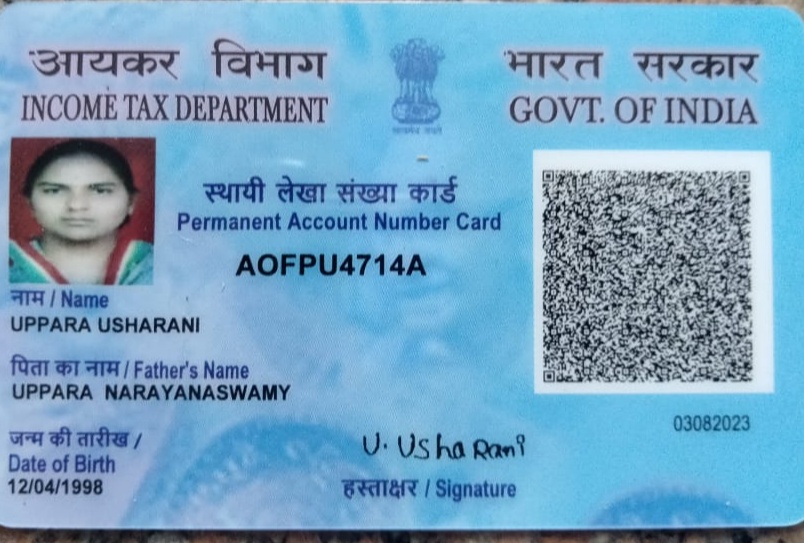 आयकर विभाग
INCOME TAX DEPARTMENT
भारत सरकार
GOVT. OF INDIA
सत्यमेव जयते
स्थायी लेखा संख्या कार्ड
Permanent Account Number Card
AOFPU4714A
नाम / Name
UPPARA USHARANI
पिता का नाम / Father's Name
UPPARA NARAYANASWAMY
जन्म की तारीख /
Date of Birth
12/04/1998
U. Usha Rani
हस्ताक्षर / Signature
03082023